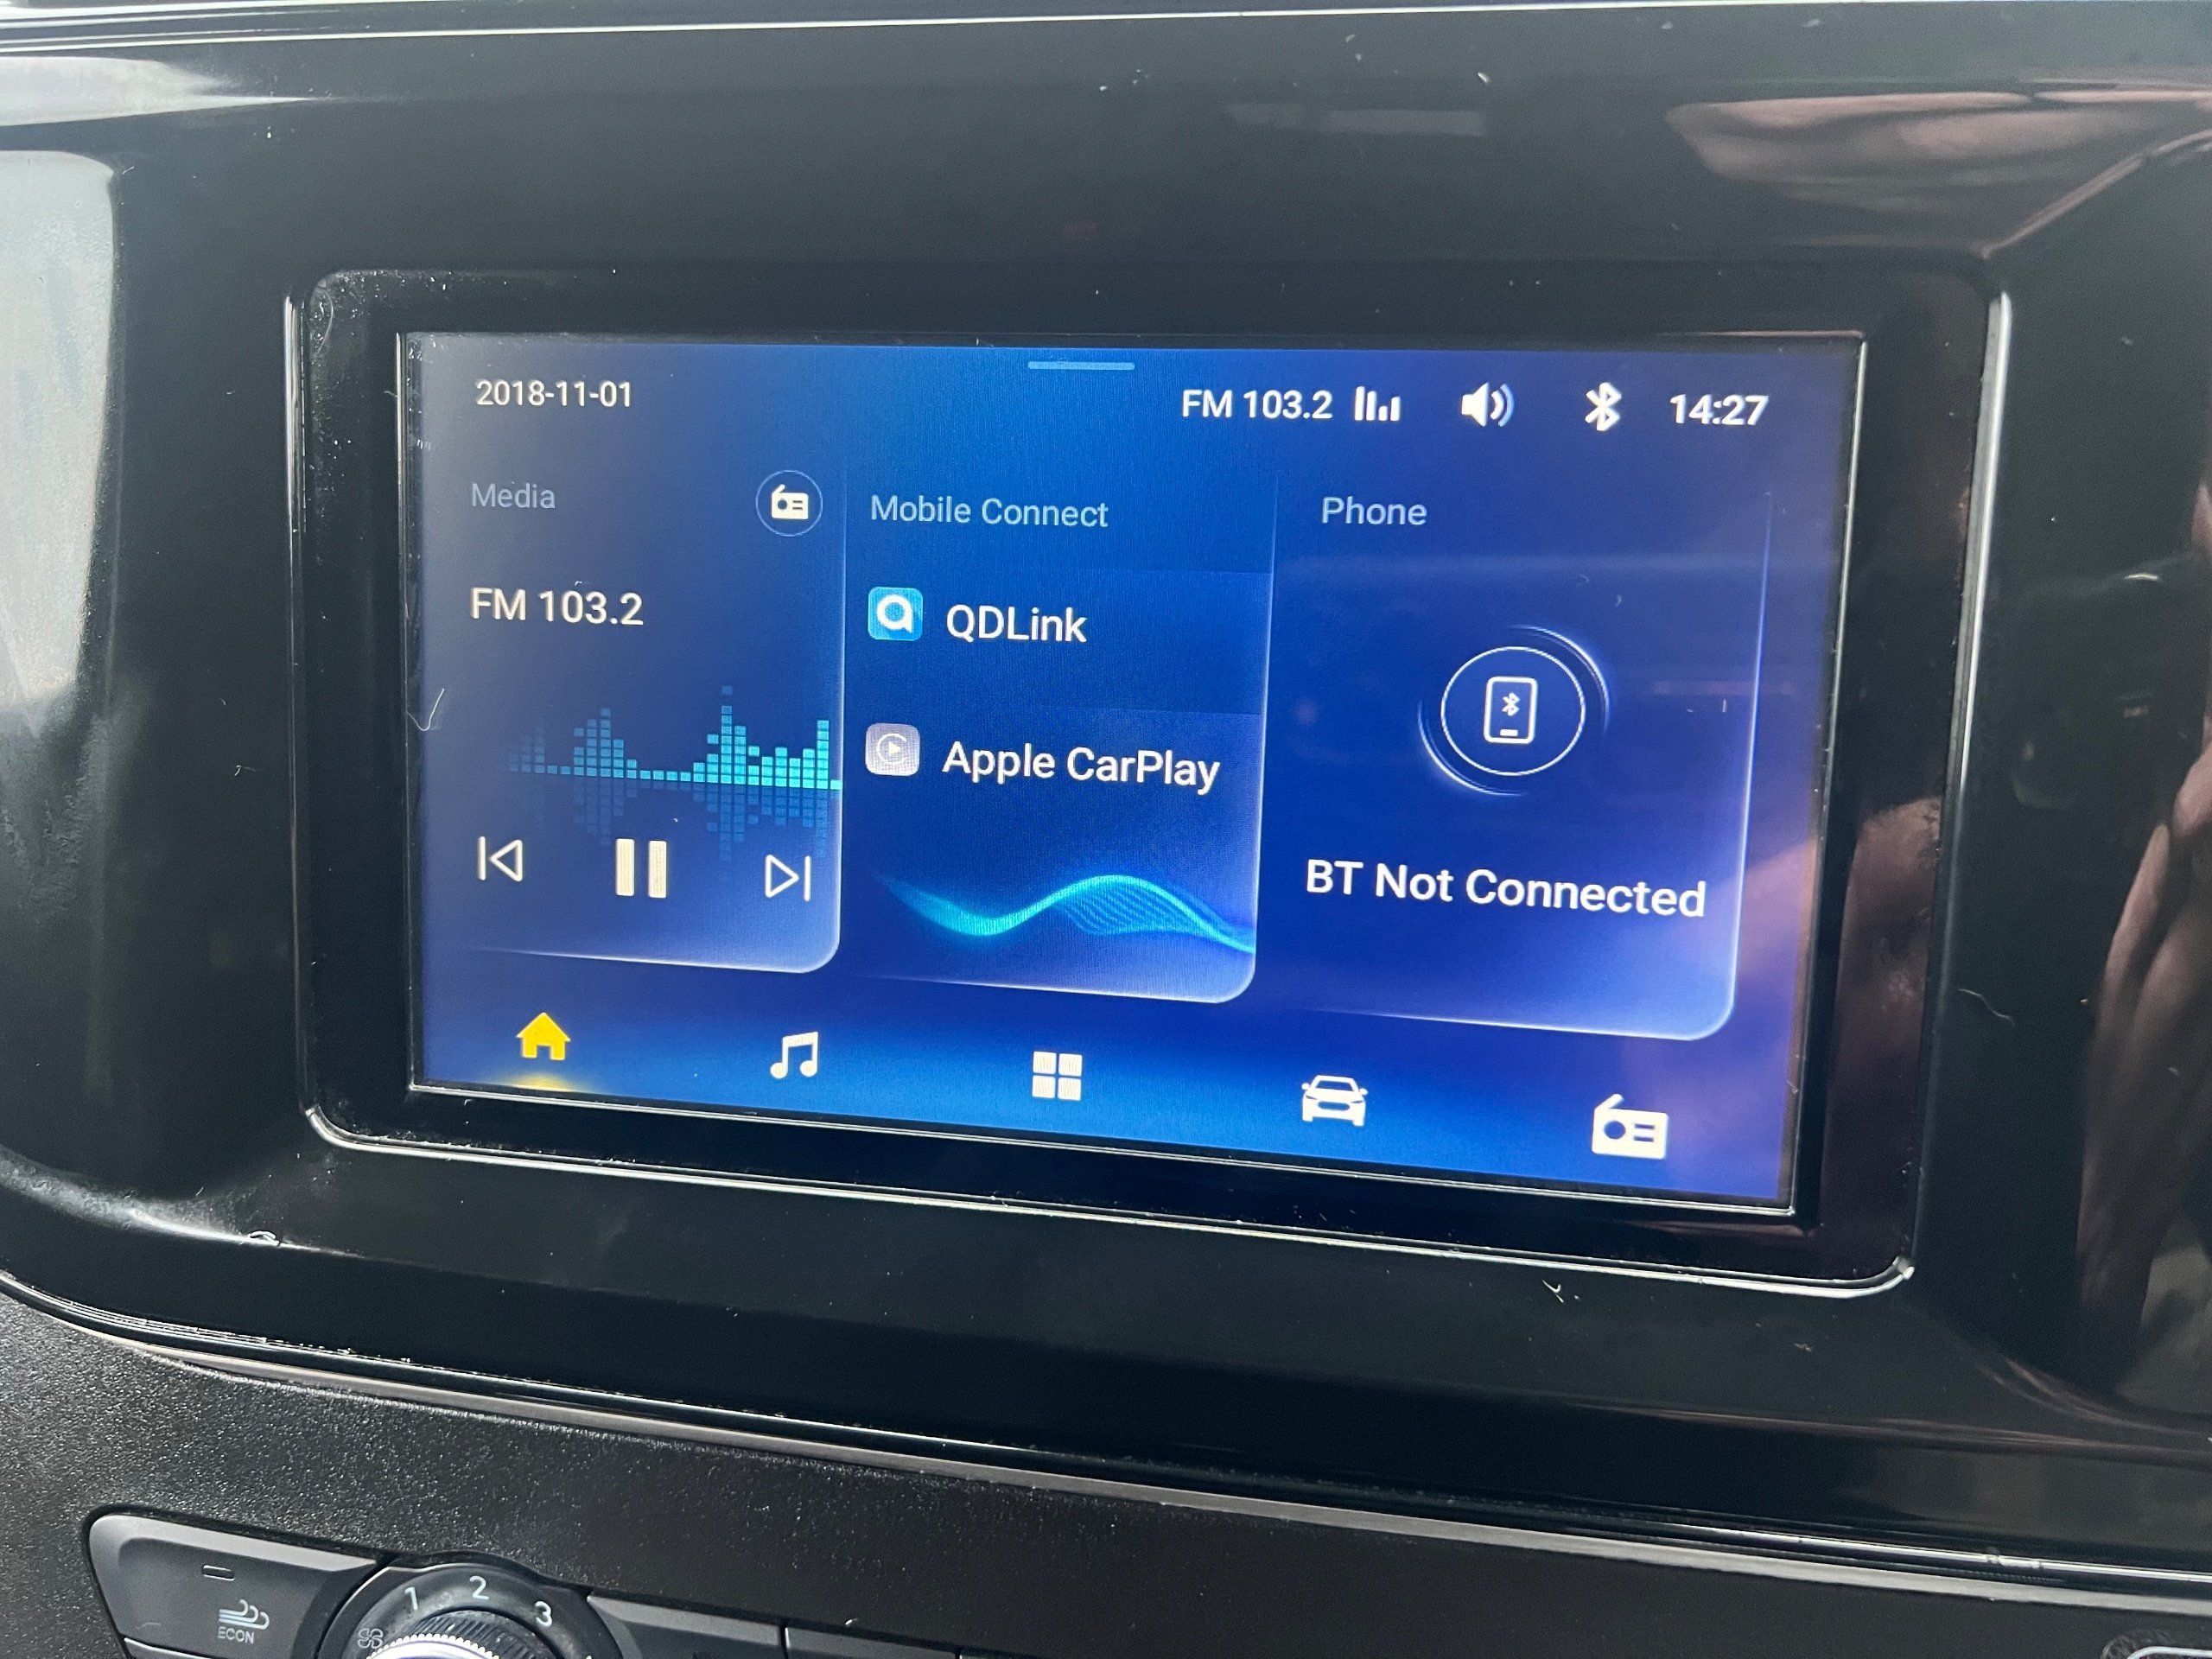 2018-11-01
FM 103.2
14:27
Media
FM 103.2
Mobile Connect
QDLink
Apple CarPlay
Phone
BT Not Connected
ECON
1 2 3